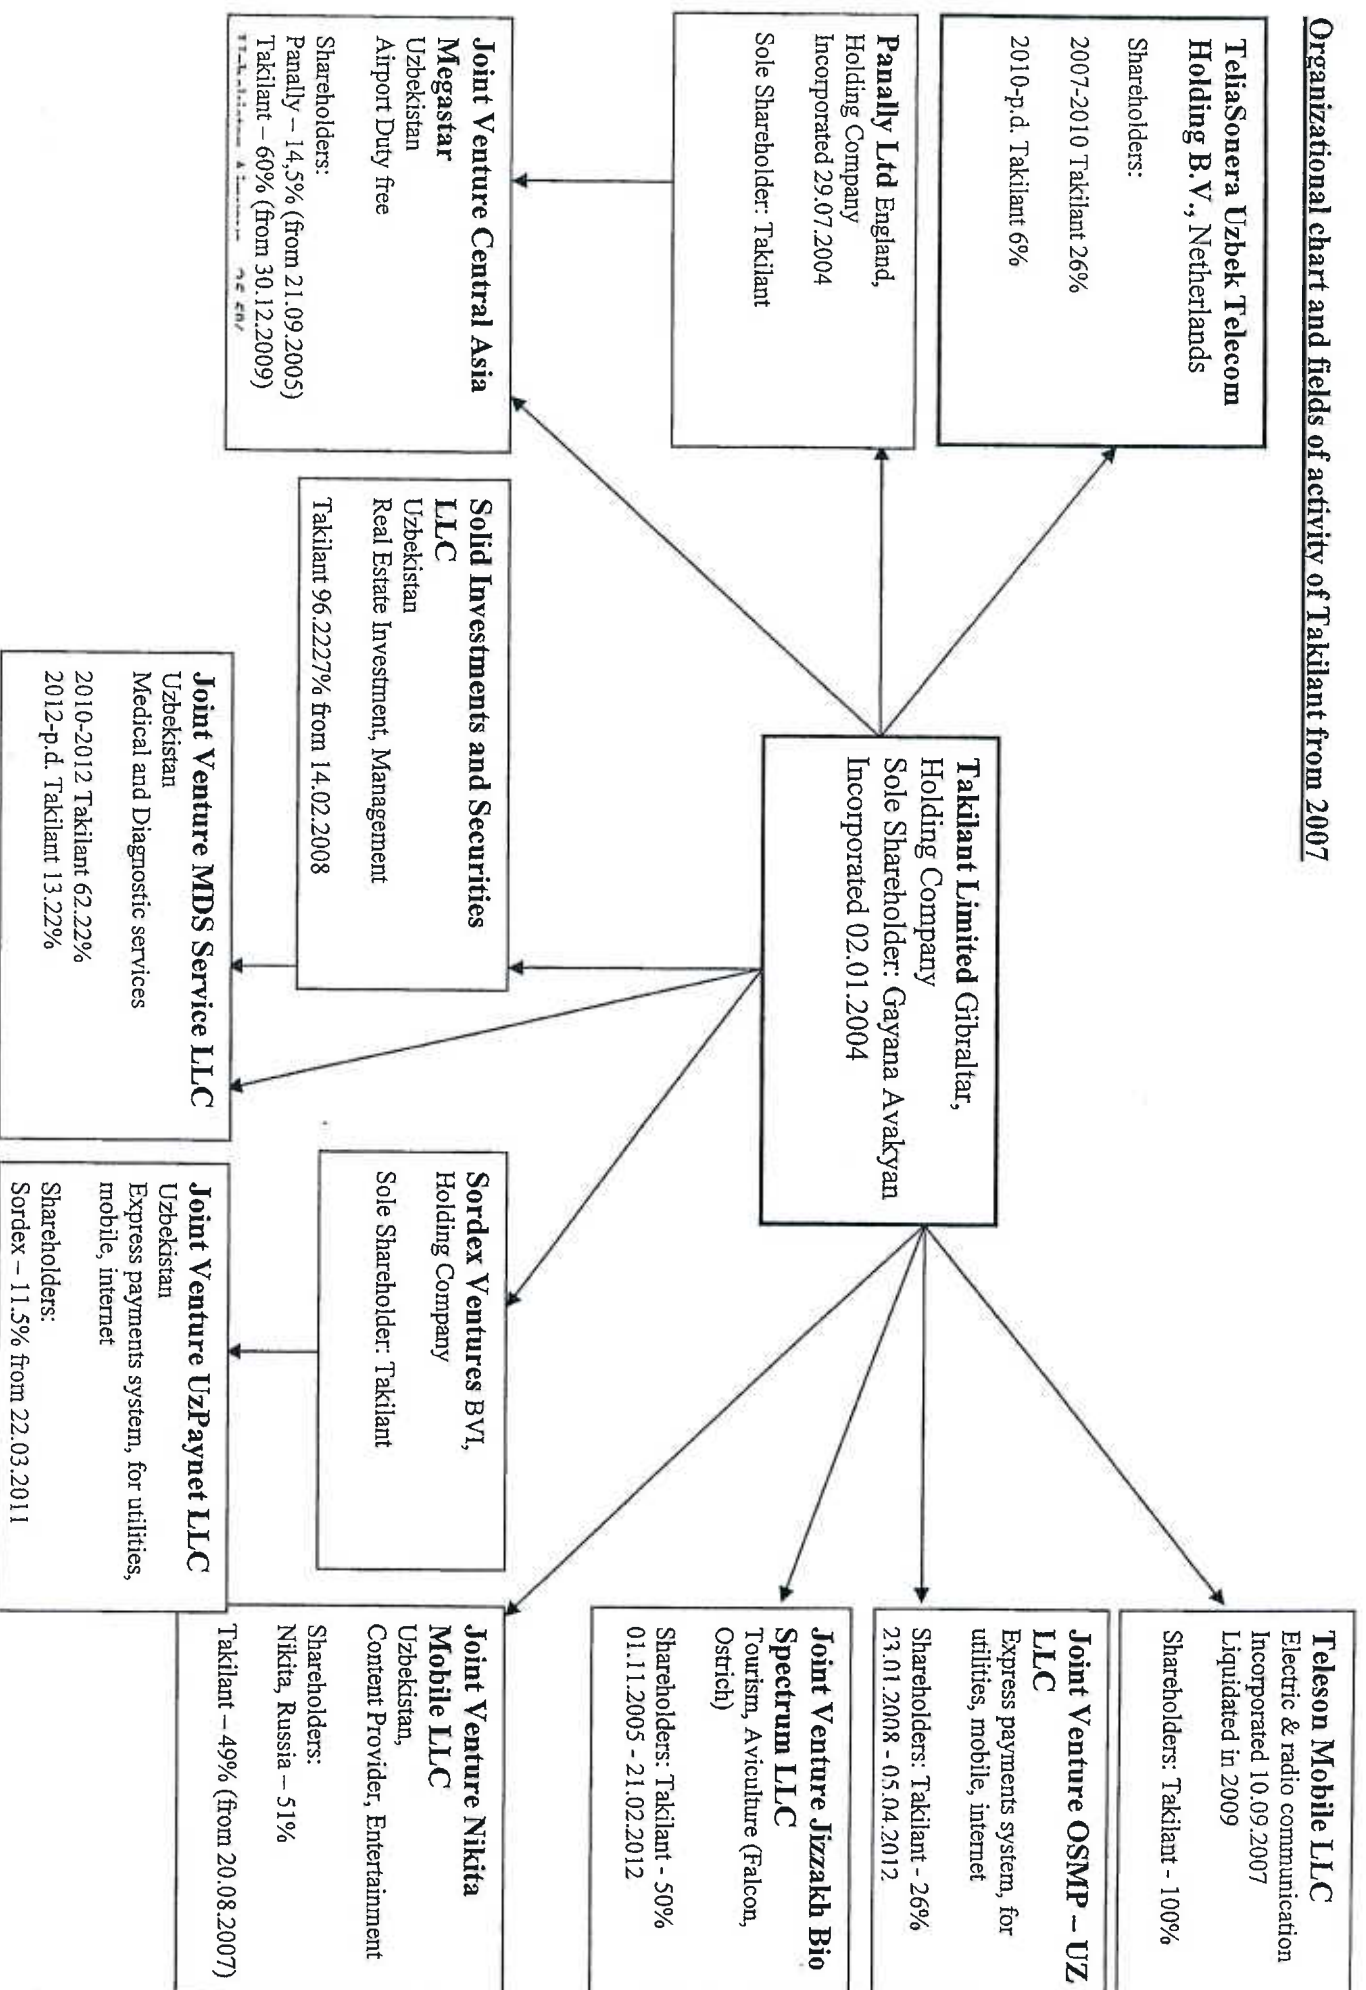 Organizational chart and fields of activity of Takilant from 2007
TeliaSonera Uzbek Telecom
Holding B.V., Netherlands
Shareholders:
2007-2010 Takilant 26%
2010-p.d. Takilant 6%
Panally Ltd England,
Holding Company
Incorporated 29.07.2004
Sole Shareholder: Takilant
Joint Venture Central Asia
Megastar
Uzbekistan
Airport Duty free
Shareholders:
Panally – 14,5% (from 21.09.2005)
Takilant – 60% (from 30.12.2009)
Takilant Limited Gibraltar,
Holding Company
Sole Shareholder: Gayana Avakyan
Incorporated 02.01.2004
Solid Investments and Securities
LLC
Uzbekistan
Real Estate Investment, Management
Takilant 96.2227% from 14.02.2008
Joint Venture MDS Service LLC
Uzbekistan
Medical and Diagnostic services
2010-2012 Takilant 62.22%
2012-p.d. Takilant 13.22%
Sordex Ventures BVI,
Holding Company
Sole Shareholder: Takilant
Joint Venture UzPaynet LLC
Uzbekistan
Express payments system, for utilities,
mobile, internet
Shareholders:
Sordex – 11.5% from 22.03.2011
Teleson Mobile LLC
Electric & radio communication
Incorporated 10.09.2007
Liquidated in 2009
Shareholders: Takilant - 100%
Joint Venture OSMP – UZ
LLC
Express payments system, for
utilities, mobile, internet
Shareholders: Takilant - 26%
23.01.2008 - 05.04.2012
Joint Venture Jizzakh Bio
Spectrum LLC
Tourism, Aviculture (Falcon,
Ostrich)
Shareholders: Takilant - 50%
01.11.2005 - 21.02.2012
Joint Venture Nikita
Mobile LLC
Uzbekistan,
Content Provider, Entertainment
Shareholders:
Nikita, Russia – 51%
Takilant – 49% (from 20.08.2007)